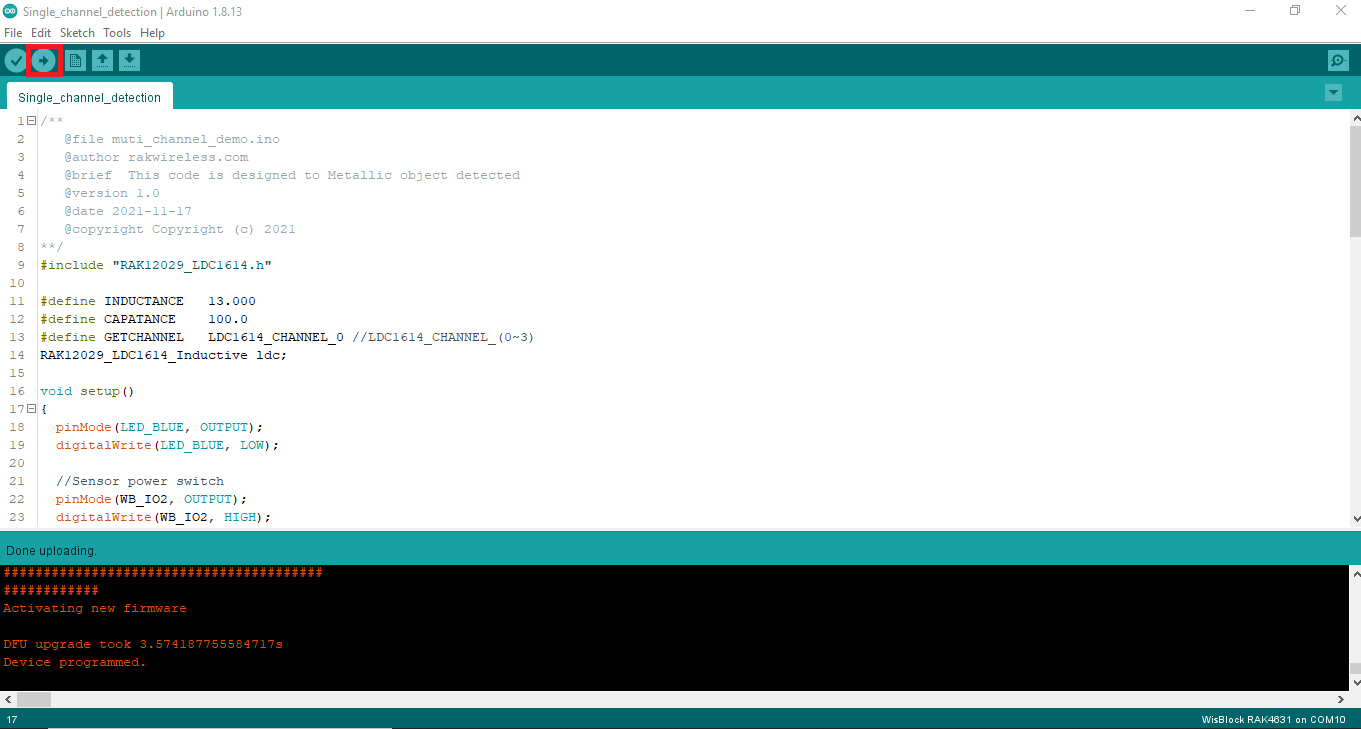 Single_channel_detection | Arduino 1.8.13
File Edit Sketch Tools Help
Single_channel_detection
1 /**
2 @file muti_channel_demo.ino
3 @author rakwireless.com
4 @brief  This code is designed to Metallic object detected
5 @version 1.0
6 @date 2021-11-17
7 @copyright Copyright (c) 2021
8 **/
9 #include "RAK12029_LDC1614.h"
10
11 #define INDUCTANCE   13.000
12 #define CAPATANCE    100.0
13 #define GETCHANNEL   LDC1614_CHANNEL_0 //LDC1614_CHANNEL_(0~3)
14 RAK12029_LDC1614_Inductive ldc;
15
16 void setup()
17 {
18   pinMode(LED_BLUE, OUTPUT);
19   digitalWrite(LED_BLUE, LOW);
20
21   //Sensor power switch
22   pinMode(WB_IO2, OUTPUT);
23   digitalWrite(WB_IO2, HIGH);
Done uploading.
########################################
############
Activating new firmware
DFU upgrade took 3.574187755584717s
Device programmed.
17 WisBlock RAK4631 on COM10